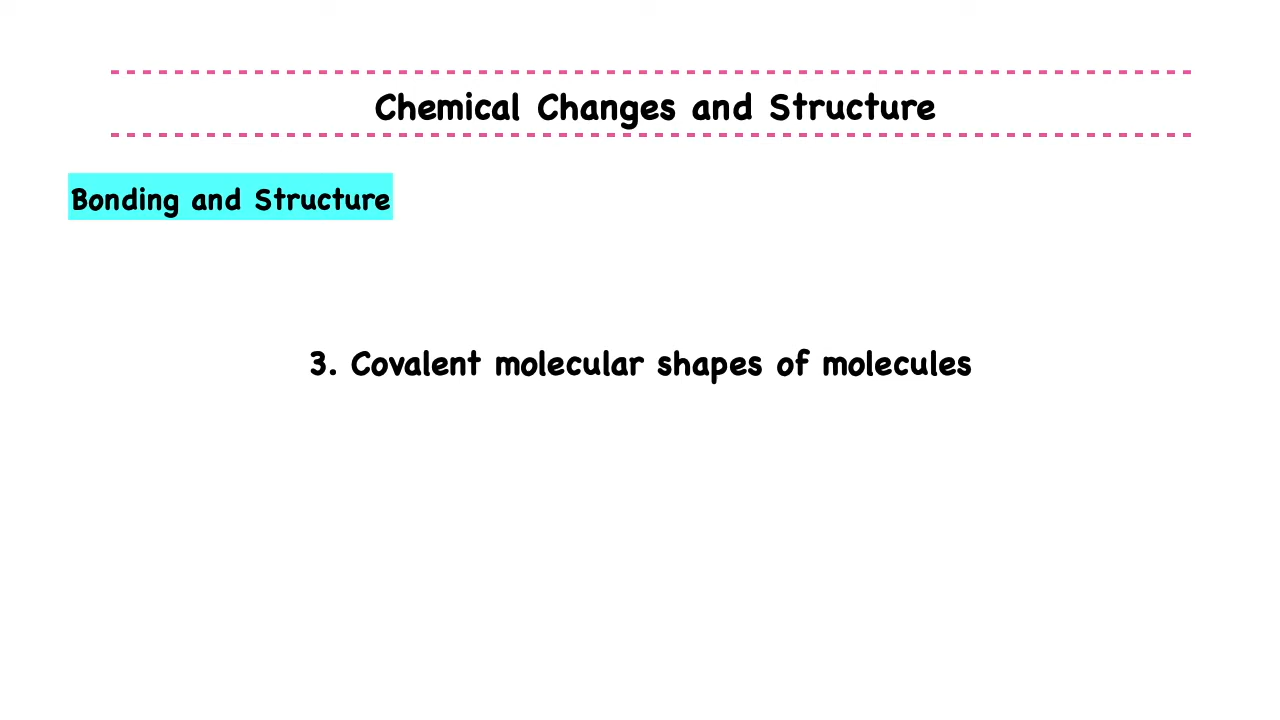 Chemical Changes and Structure
Bonding and Structure
3. Covalent molecular shapes of molecules